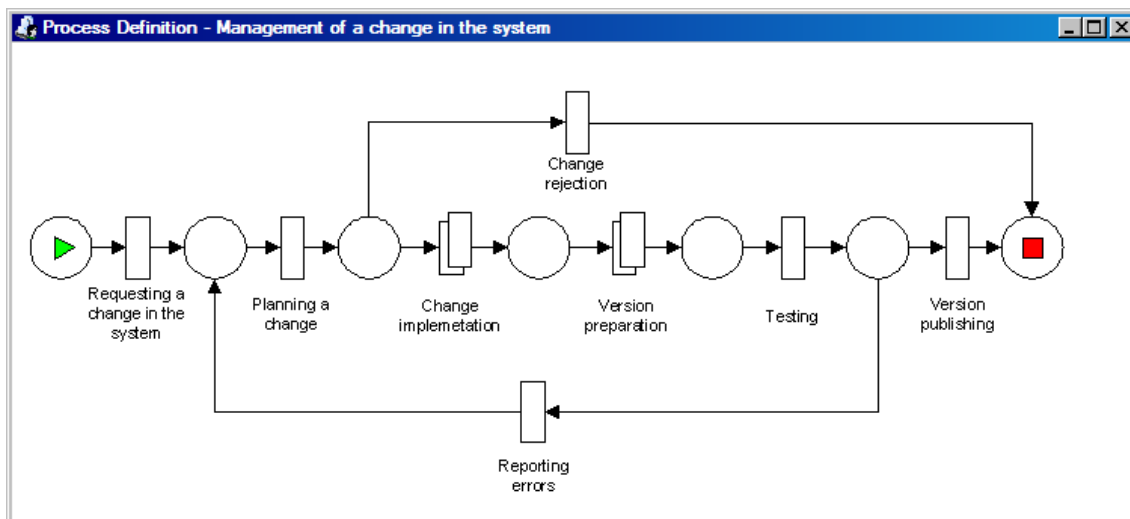 Process Definition - Management of a change in the system
Change
rejection
Requesting a
change in the
system
Planning a
change
Change
implemetation
Version
preparation
Testing
Version
publishing
Reporting
errors